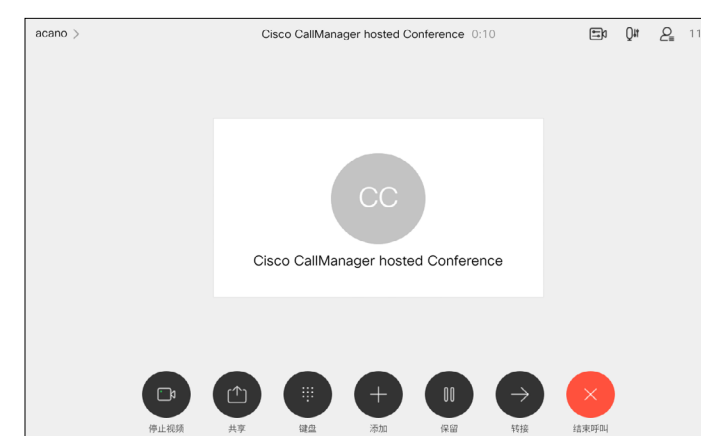 acano >
Cisco CallManager hosted Conference 0:10
11
CC
Cisco CallManager hosted Conference
停止视频
共享
键盘
添加
保留
转接
结束呼叫